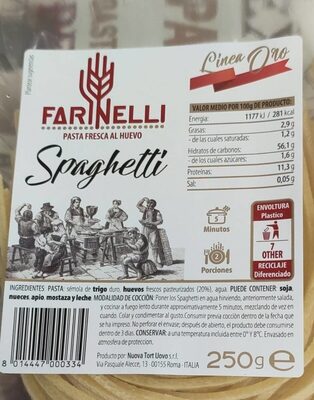 Plantear sugerencias
Línea D'oro
FARINELLI
PASTA FRESCA AL HUEVO
Spaghetti
VALOR MEDIO POR 100g DE PRODUCTO:
Energía: 1177 kJ / 281 kcal
Grasas: 2,9 g
- de las cuales saturadas: 1,2 g
Hidratos de carbonos: 56,1 g
- de los cuales azúcares: 1,6 g
Proteínas: 11,3 g
Sal: 0,05 g
5
Minutos
2
Porciones
ENVOLTURA
Plastico
7
OTHER
RECICLAJE
Diferenciado
INGREDIENTES PASTA: sémola de trigo duro, huevos frescos pasteurizados (20%), agua. PUEDE CONTENER: soja,
nueces, apio, mostaza y leche. MODALIDAD DE COCCIÓN: Poner los Spaghetti en agua hirviendo, anteriormente salada,
y cocinar a fuego lento durante aproximativamente 5 minutos, mezclar de vez en
cuando. Colar y condimentar al gusto. Consumir previa cocción dentro de la fecha que
se ha impreso. No perforar el envase, después de abierto, el producto debe consumirse
dentro de 3 días. CONSERVAR: a una temperatura incluida entre 0° Y 8°C. Envasado en
atmósfera de protección.
Producto por: Nuova Tort Uovo s.r.l.
Via Pasquale Alecce, 13 - 00155 Roma - ITALIA
250g e
8 014447 000334